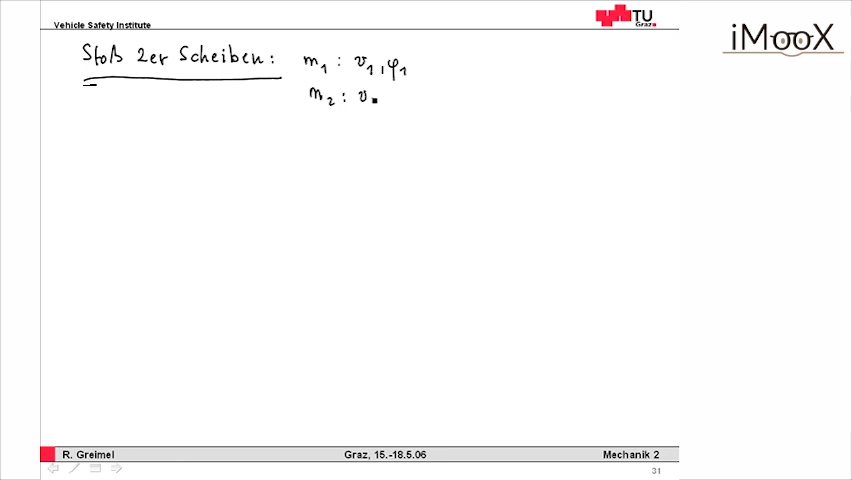 Vehicle Safety Institute
TU
Graz
iMooX
Stoß 2er Scheiben: m₁ : v₁, φ₁
m₂ : v
R. Greimel Graz, 15.-18.5.06 Mechanik 2
31